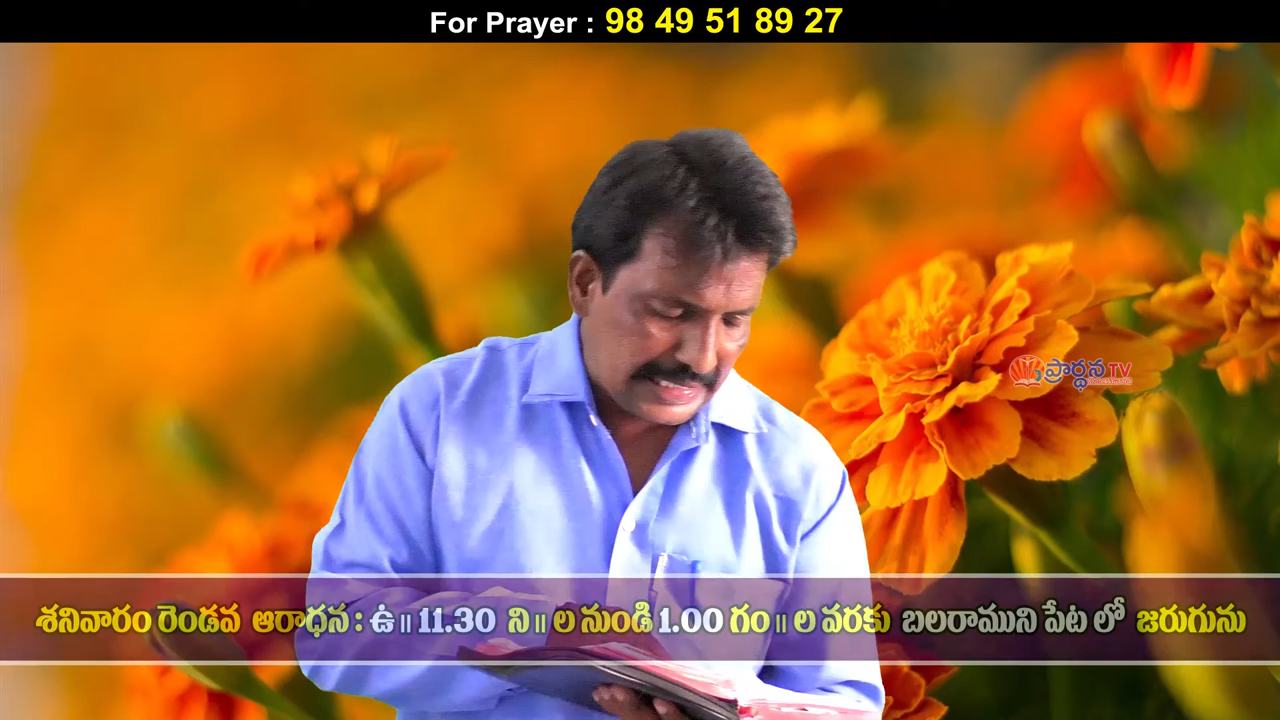 For Prayer : 98 49 51 89 27
ప్రార్థన TV
శనివారం రెండవ ఆరాధన : ఉ॥ 11.30 ని॥ ల నుండి 1.00 గం॥ ల వరకు బలరాముని పేట లో జరుగును